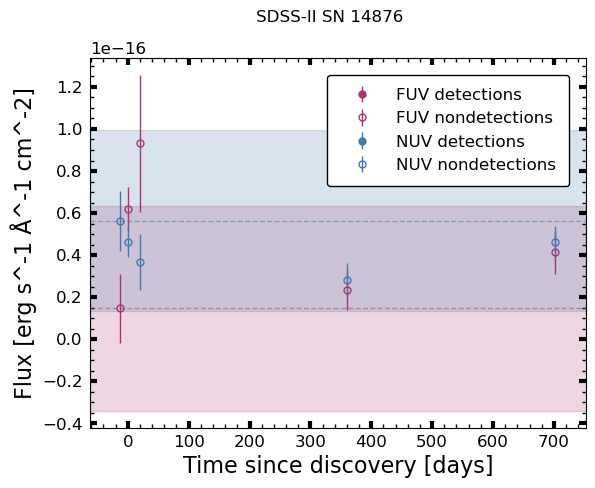 SDSS-II SN 14876
1e−16
FUV detections
FUV nondetections
NUV detections
NUV nondetections
Flux [erg s^-1 Å^-1 cm^-2]
1.2
1.0
0.8
0.6
0.4
0.2
0.0
−0.2
−0.4
0 100 200 300 400 500 600 700
Time since discovery [days]